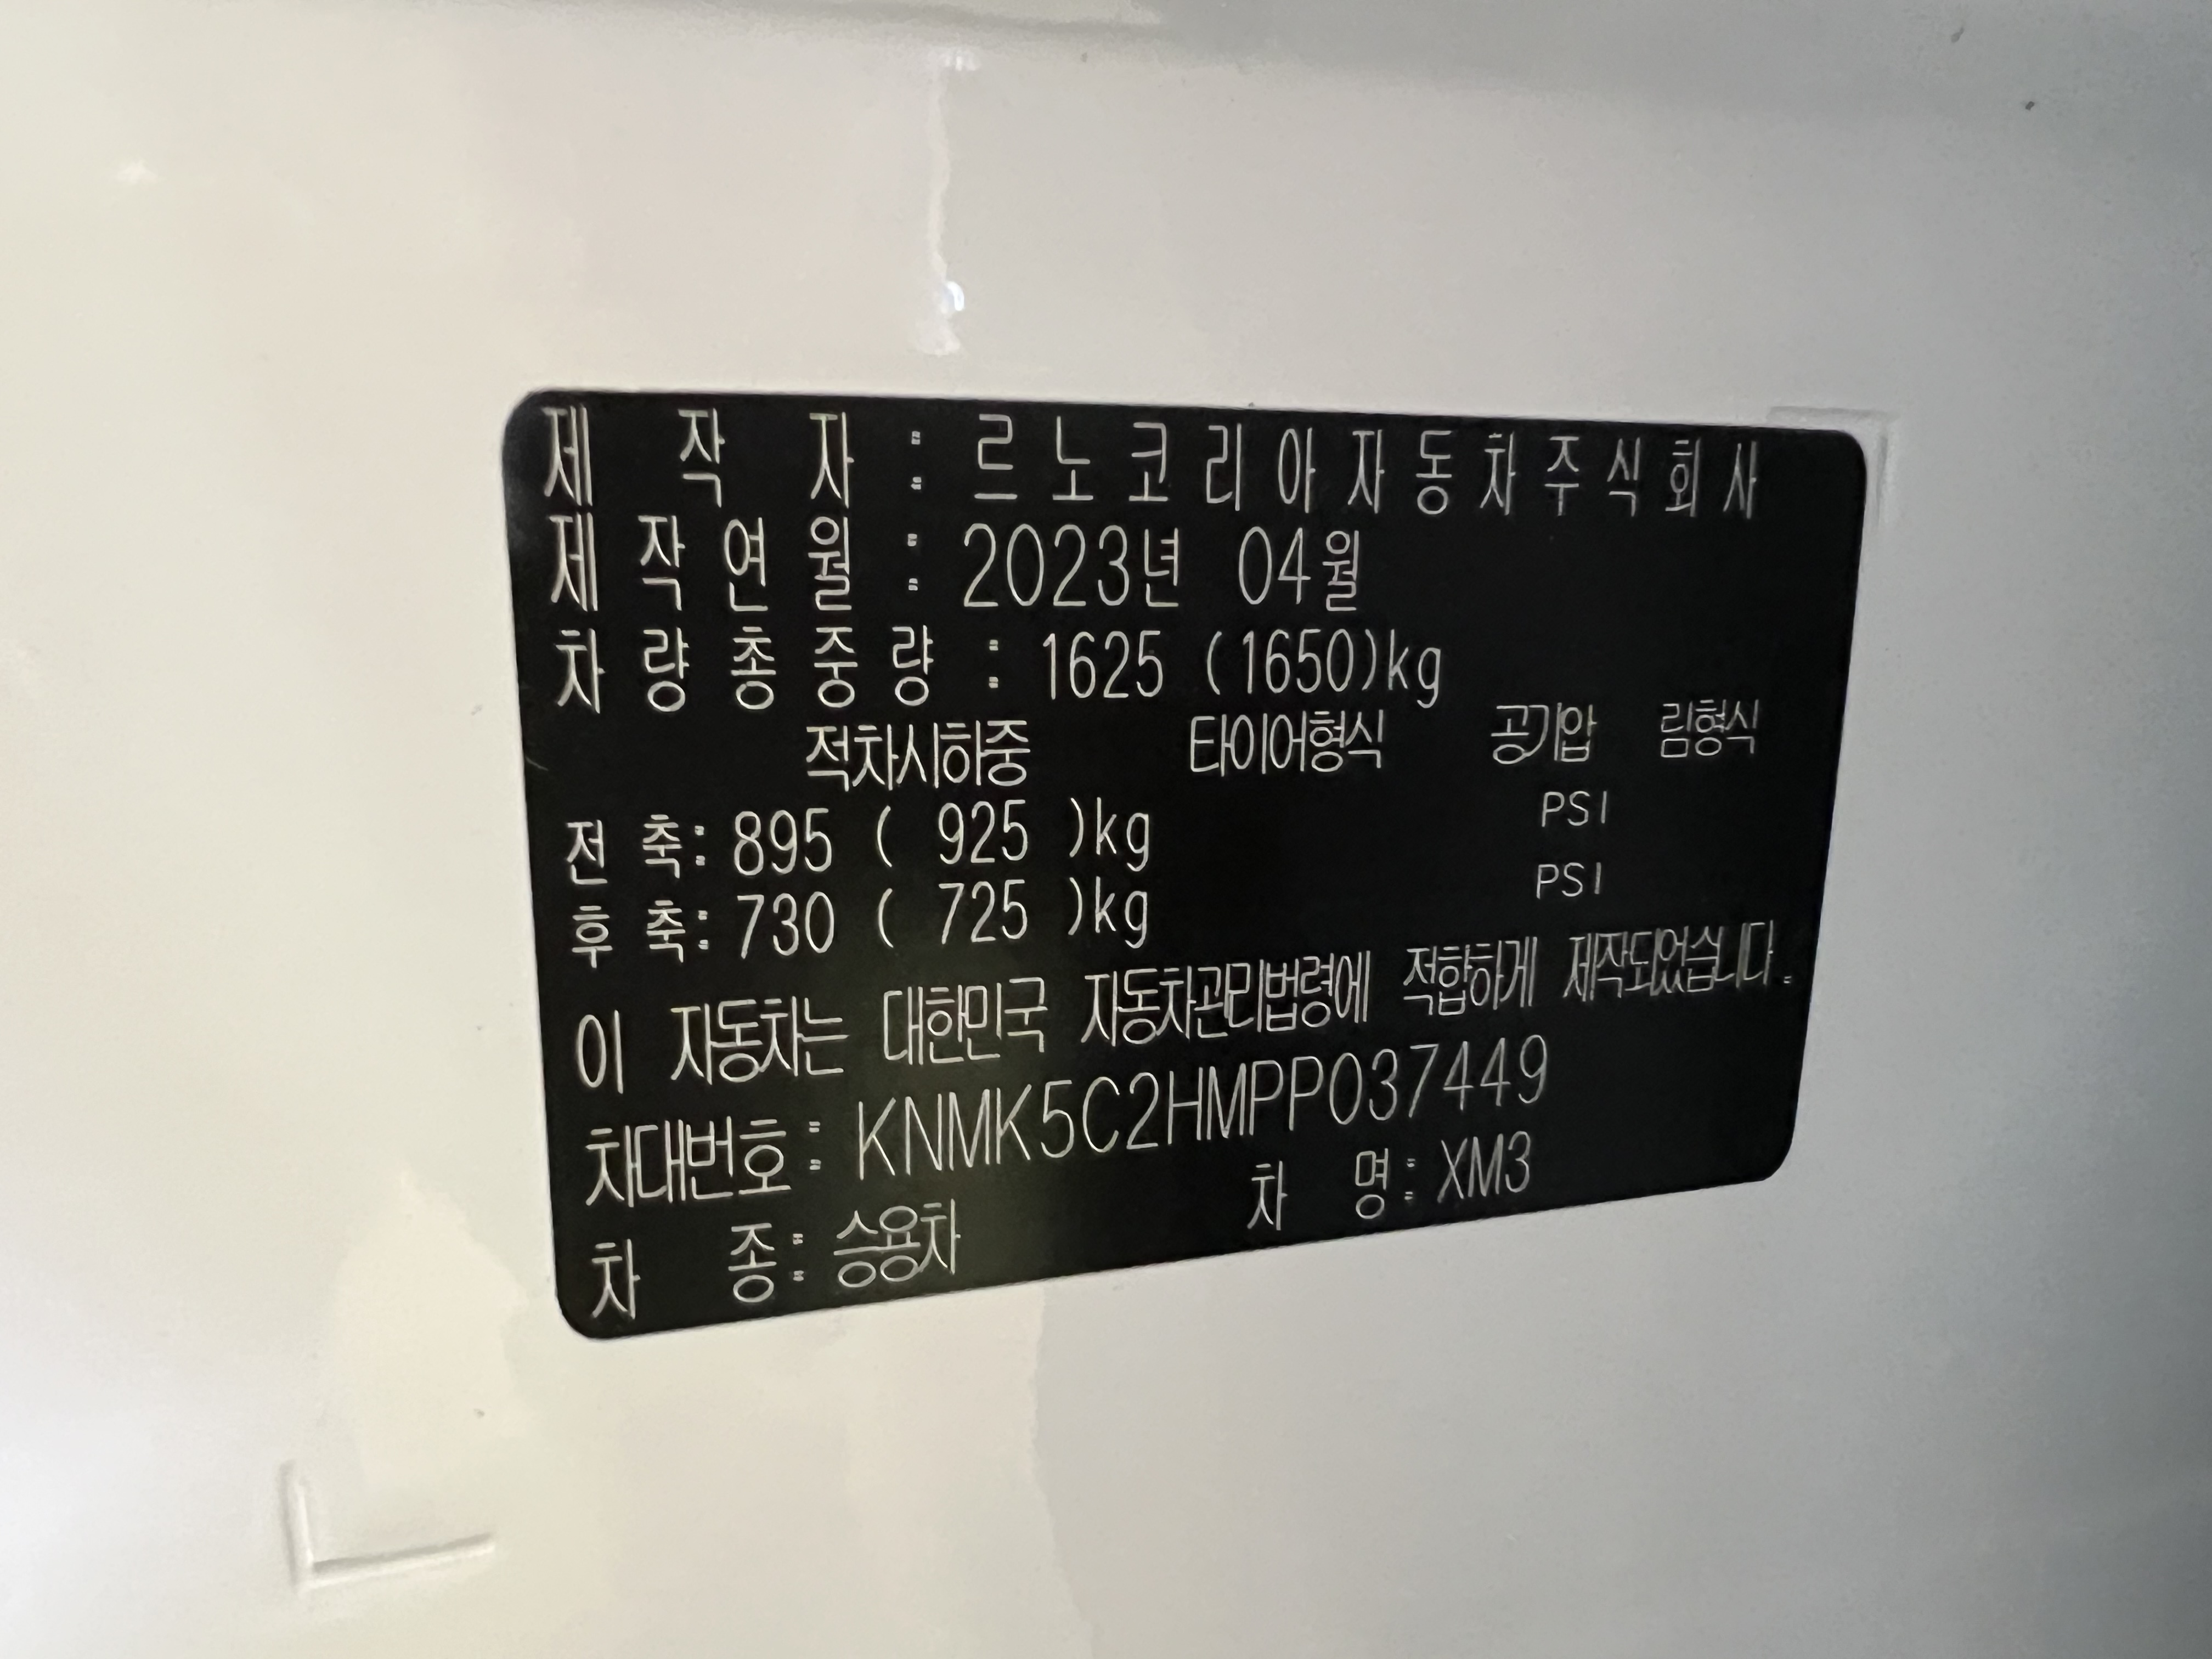 제 작 자 : 르노코리아자동차주식회사
제 작 연 월 : 2023년 04월
차 량 총 중 량 : 1625 (1650)kg
적차시하중 타이어형식 공기압 림형식
PSI
전 축: 895 ( 925 )kg
PSI
후 축: 730 ( 725 )kg
이 자동차는 대한민국 자동차관리법령에 적합하게 제작되었습니다.
차대번호: KNMK5C2HMPP037449
차 종: 승용차 차 명: XM3